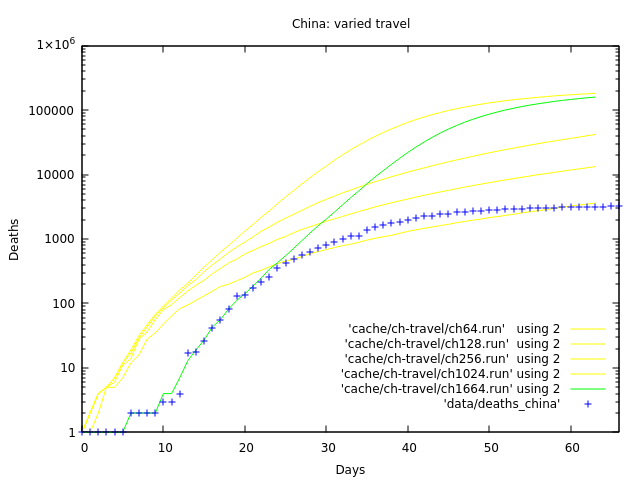 China: varied travel
1×10⁶
100000
10000
1000
100
10
1
Deaths
'cache/ch-travel/ch64.run' using 2
'cache/ch-travel/ch128.run' using 2
'cache/ch-travel/ch256.run' using 2
'cache/ch-travel/ch1024.run' using 2
'cache/ch-travel/ch1664.run' using 2
'data/deaths_china'
0 10 20 30 40 50 60
Days